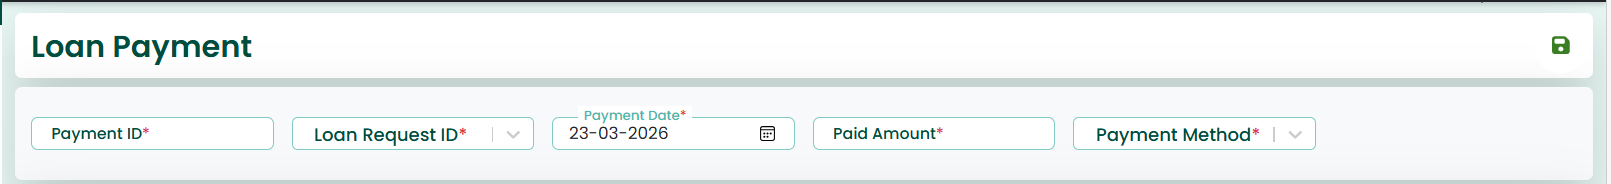 Loan Payment
Payment ID*
Loan Request ID*
Payment Date*
23-03-2026
Paid Amount*
Payment Method*